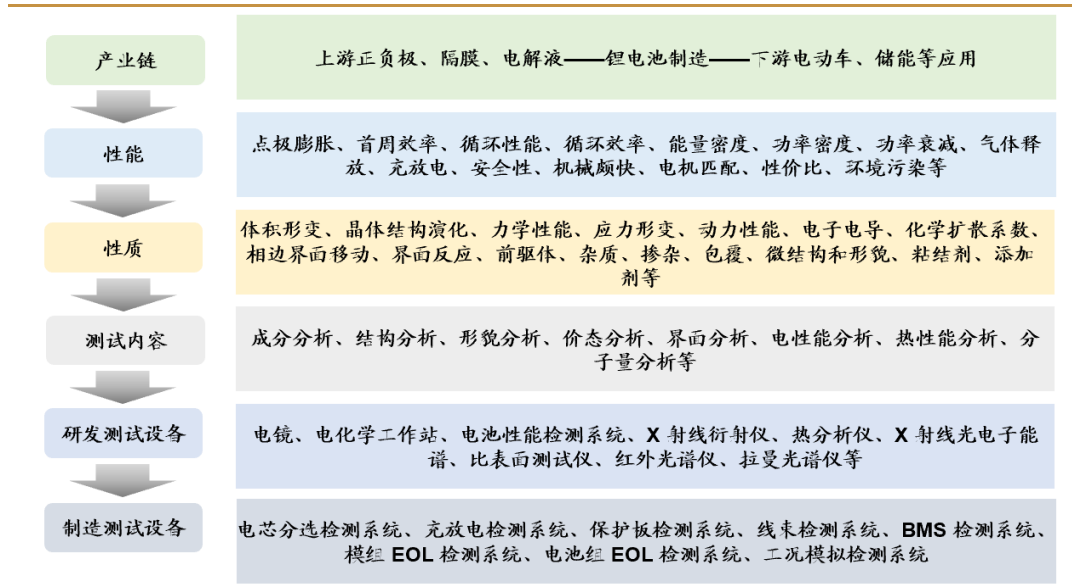 产业链
上游正负极、隔膜、电解液——锂电池制造——下游电动车、储能等应用
性能
点极膨胀、首周效率、循环性能、循环效率、能量密度、功率密度、功率衰减、气体释
放、充放电、安全性、机械颇快、电机匹配、性价比、环境污染等
性质
体积形变、晶体结构演化、力学性能、应力形变、动力性能、电子电导、化学扩散系数、
相边界面移动、界面反应、前驱体、杂质、掺杂、包覆、微结构和形貌、粘结剂、添加
剂等
测试内容
成分分析、结构分析、形貌分析、价态分析、界面分析、电性能分析、热性能分析、分
子量分析等
研发测试设备
电镜、电化学工作站、电池性能检测系统、X 射线衍射仪、热分析仪、X 射线光电子能
谱、比表面测试仪、红外光谱仪、拉曼光谱仪等
制造测试设备
电芯分选检测系统、充放电检测系统、保护板检测系统、线束检测系统、BMS 检测系统、
模组 EOL 检测系统、电池组 EOL 检测系统、工况模拟检测系统